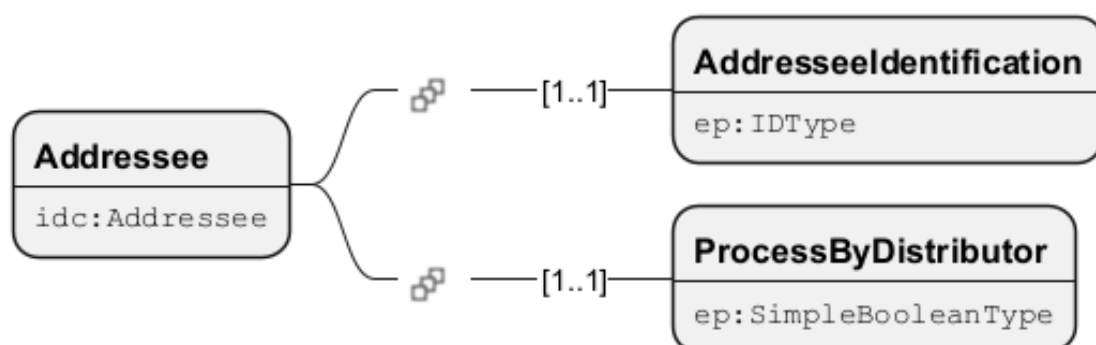 AddresseeIdentification
[1..1]
ep:IDType
Addressee
idc:Addressee
ProcessByDistributor
[1..1]
ep:SimpleBooleanType